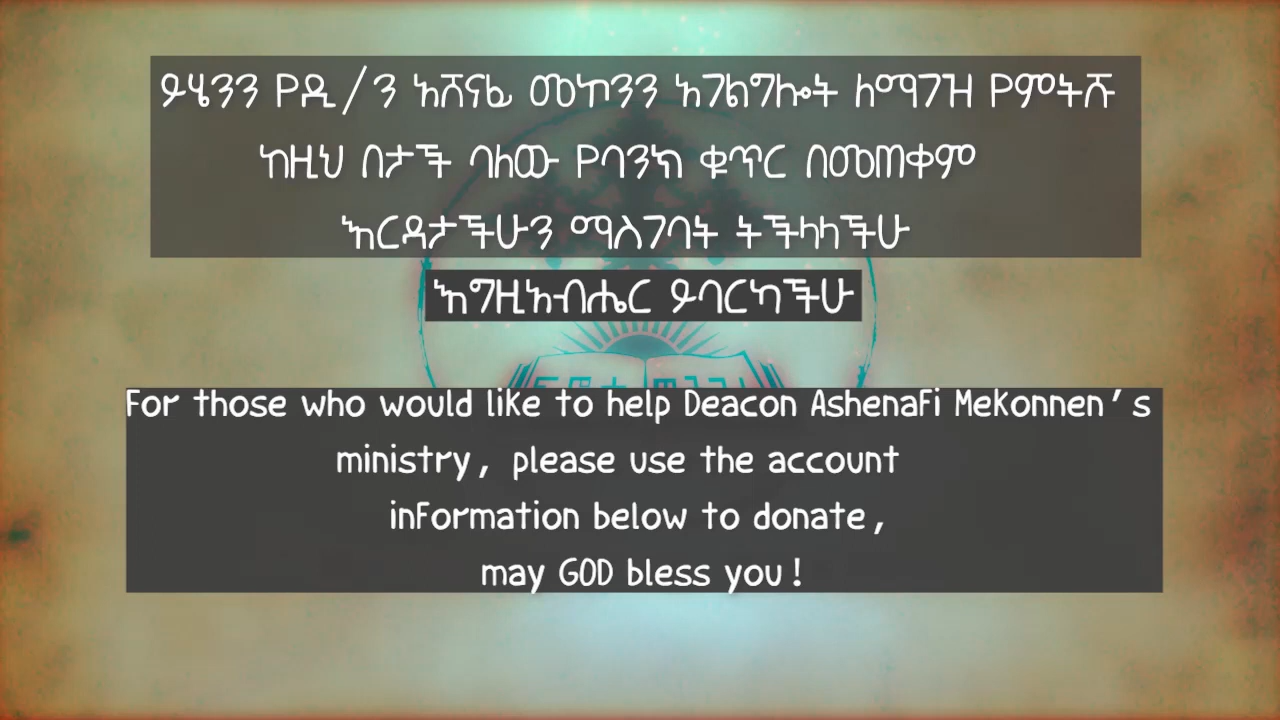 ይሄንን የዲ/ን አሸናፊ መኮንን አገልግሎት ለማገዝ የምትሹ
ከዚህ በታች ባለው የባንክ ቁጥር በመጠቀም
እርዳታችሁን ማስገባት ትችላላችሁ
እግዚአብሔር ይባርካችሁ
For those who would like to help Deacon Ashenafi Mekonnen's
ministry, please use the account
information below to donate,
may GOD bless you!